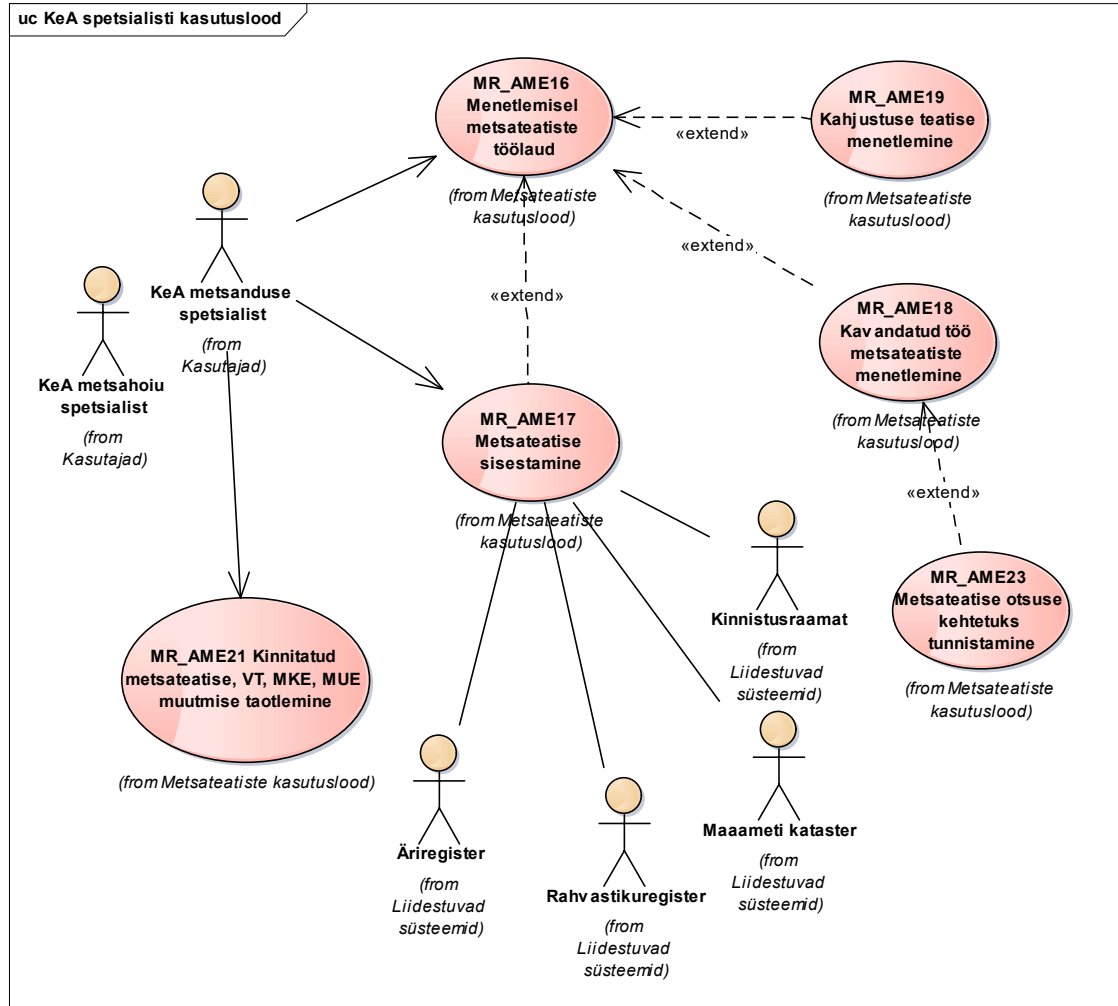 uc KeA spetsialisti kasutuslood
MR_AME16
Menetlemisel
metsateatiste
töölaud
(from Metsateatiste
kasutuslood)
MR_AME19
Kahjustuse teatise
menetlemine
(from Metsateatiste
kasutuslood)
«extend»
«extend»
«extend»
KeA metsanduse
spetsialist
(from
Kasutajad)
KeA metsahoiu
spetsialist
(from
Kasutajad)
MR_AME18
Kavandatud töö
metsateatiste
menetlemine
(from Metsateatiste
kasutuslood)
MR_AME17
Metsateatise
sisestamine
(from Metsateatiste
kasutuslood)
«extend»
MR_AME23
Metsateatise otsuse
kehtetuks
tunnistamine
(from Metsateatiste
kasutuslood)
Kinnistusraamat
(from
Liidestuvad
süsteemid)
MR_AME21 Kinnitatud
metsateatise, VT, MKE, MUE
muutmise taotlemine
(from Metsateatiste kasutuslood)
Äriregister
(from
Liidestuvad
süsteemid)
Rahvastikuregister
(from
Liidestuvad
süsteemid)
Maaameti kataster
(from
Liidestuvad
süsteemid)